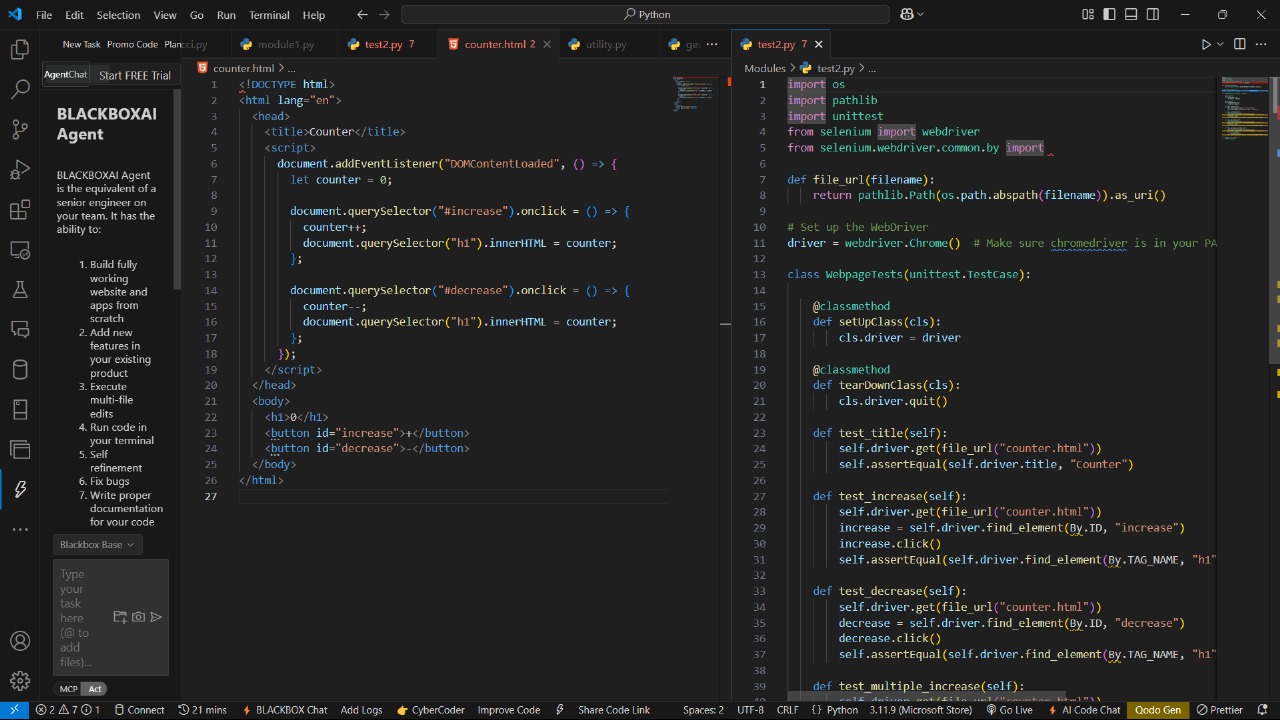 File Edit Selection View Go Run Terminal Help
Python
New Task Promo Code Plan
cci.py
module1.py
test2.py 7
counter.html 2
utility.py
test2.py 7
AgentChat Start FREE Trial
BLACKBOXAI
Agent
BLACKBOXAI Agent
is the equivalent of a
senior engineer on
your team. It has the
ability to:
1. Build fully
working
website and
apps from
scratch
2. Add new
features in
your existing
product
3. Execute
multi-file
edits
4. Run code in
your terminal
5. Self
refinement
6. Fix bugs
7. Write proper
documentation
for your code
Blackbox Base
Type
your
task
here
(@ to
add
files)...
MCP Act
counter.html > ...
1 <!DOCTYPE html>
2 <html lang="en">
3 <head>
4 <title>Counter</title>
5 <script>
6 document.addEventListener("DOMContentLoaded", () => {
7 let counter = 0;
8
9 document.querySelector("#increase").onclick = () => {
10 counter++;
11 document.querySelector("h1").innerHTML = counter;
12 };
13
14 document.querySelector("#decrease").onclick = () => {
15 counter--;
16 document.querySelector("h1").innerHTML = counter;
17 };
18 });
19 </script>
20 </head>
21 <body>
22 <h1>0</h1>
23 <button id="increase">+</button>
24 <button id="decrease">-</button>
25 </body>
26 </html>
27
Modules > test2.py > ...
1 import os
2 import pathlib
3 import unittest
4 from selenium import webdriver
5 from selenium.webdriver.common.by import
6
7 def file_url(filename):
8 return pathlib.Path(os.path.abspath(filename)).as_uri()
9
10 # Set up the WebDriver
11 driver = webdriver.Chrome() # Make sure chromedriver is in your PA
12
13 class WebpageTests(unittest.TestCase):
14
15 @classmethod
16 def setUpClass(cls):
17 cls.driver = driver
18
19 @classmethod
20 def tearDownClass(cls):
21 cls.driver.quit()
22
23 def test_title(self):
24 self.driver.get(file_url("counter.html"))
25 self.assertEqual(self.driver.title, "Counter")
26
27 def test_increase(self):
28 self.driver.get(file_url("counter.html"))
29 increase = self.driver.find_element(By.ID, "increase")
30 increase.click()
31 self.assertEqual(self.driver.find_element(By.TAG_NAME, "h1"
32
33 def test_decrease(self):
34 self.driver.get(file_url("counter.html"))
35 decrease = self.driver.find_element(By.ID, "decrease")
36 decrease.click()
37 self.assertEqual(self.driver.find_element(By.TAG_NAME, "h1"
38
39 def test_multiple_increase(self):
40 self.driver.get(file_url("counter.html"))
2 7 1 Connect 21 mins BLACKBOX Chat Add Logs CyberCoder Improve Code Share Code Link Spaces: 2 UTF-8 CRLF {} Python 3.11.9 (Microsoft Store) Go Live AI Code Chat Qodo Gen Prettier